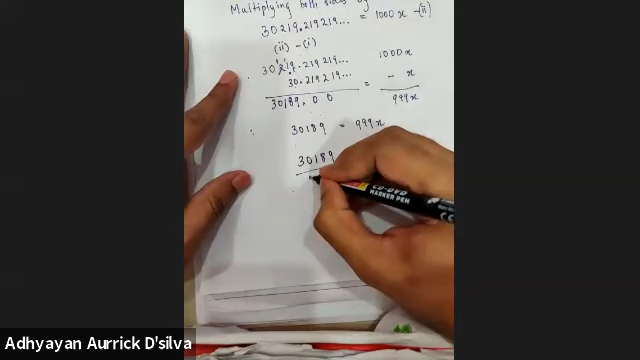 Multiplying both sides by
30219.219219... = 1000x -(ii)
(ii) - (i)
30219.219219... 1000x
30.219219... = - x
30189.00 999x
∴ 30189 = 999x
30189
CD-DVD
MARKER PEN
Adhyayan Aurrick D'silva